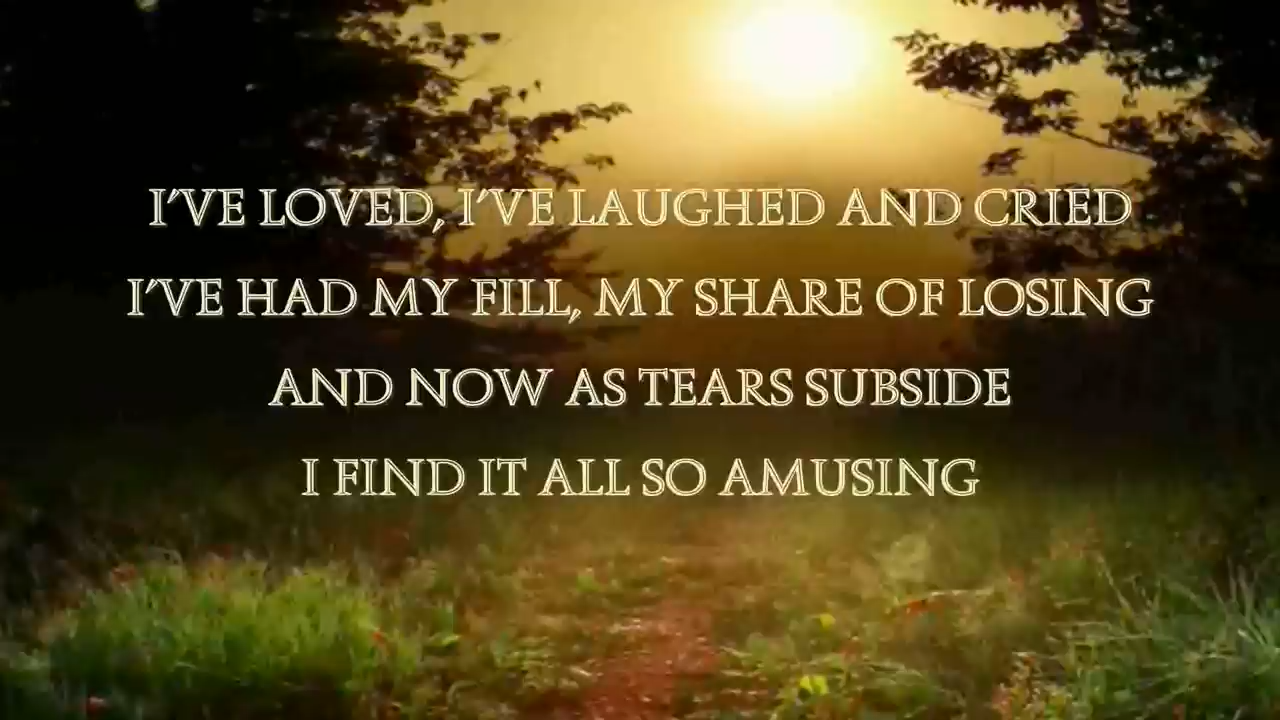 I'VE LOVED, I'VE LAUGHED AND CRIED
I'VE HAD MY FILL, MY SHARE OF LOSING
AND NOW AS TEARS SUBSIDE
I FIND IT ALL SO AMUSING